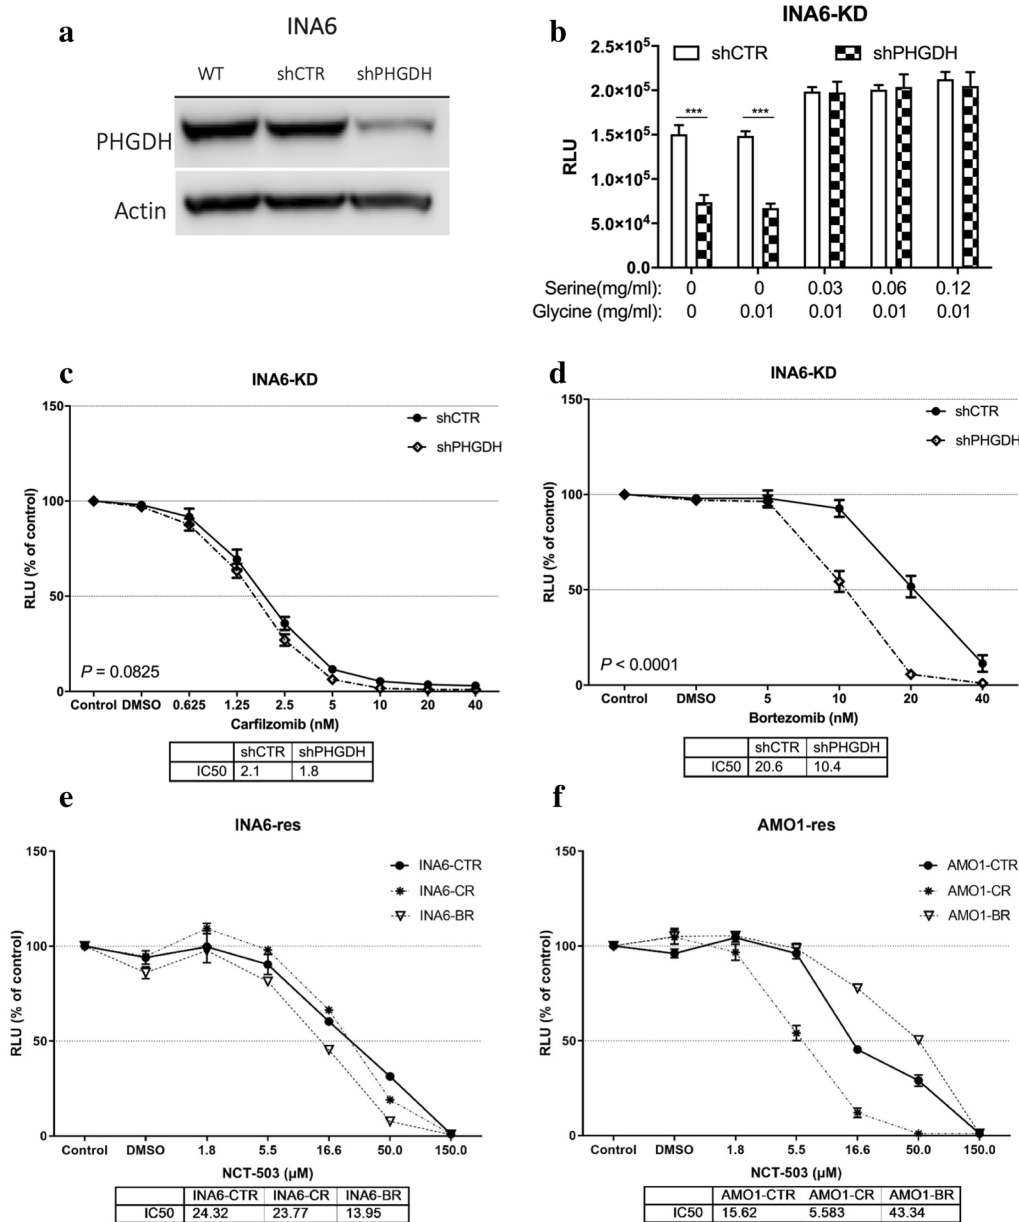 a
INA6
WT shCTR shPHGDH
PHGDH
Actin
b
INA6-KD
shCTR shPHGDH
RLU
2.5×10⁵
2.0×10⁵
1.5×10⁵
1.0×10⁵
5.0×10⁴
0.0
*** ***
Serine(mg/ml): 0 0 0.03 0.06 0.12
Glycine (mg/ml): 0 0.01 0.01 0.01 0.01
c
INA6-KD
shCTR
shPHGDH
RLU (% of control)
150
100
50
0
P = 0.0825
Control DMSO 0.625 1.25 2.5 5 10 20 40
Carfilzomib (nM)
shCTR shPHGDH
IC50 2.1 1.8
d
INA6-KD
shCTR
shPHGDH
RLU (% of control)
150
100
50
0
P < 0.0001
Control DMSO 5 10 20 40
Bortezomib (nM)
shCTR shPHGDH
IC50 20.6 10.4
e
INA6-res
INA6-CTR
INA6-CR
INA6-BR
RLU (% of control)
150
100
50
0
Control DMSO 1.8 5.5 16.6 50.0 150.0
NCT-503 (µM)
INA6-CTR INA6-CR INA6-BR
IC50 24.32 23.77 13.95
f
AMO1-res
AMO1-CTR
AMO1-CR
AMO1-BR
RLU (% of control)
150
100
50
0
Control DMSO 1.8 5.5 16.6 50.0 150.0
NCT-503 (µM)
AMO1-CTR AMO1-CR AMO1-BR
IC50 15.62 5.583 43.34